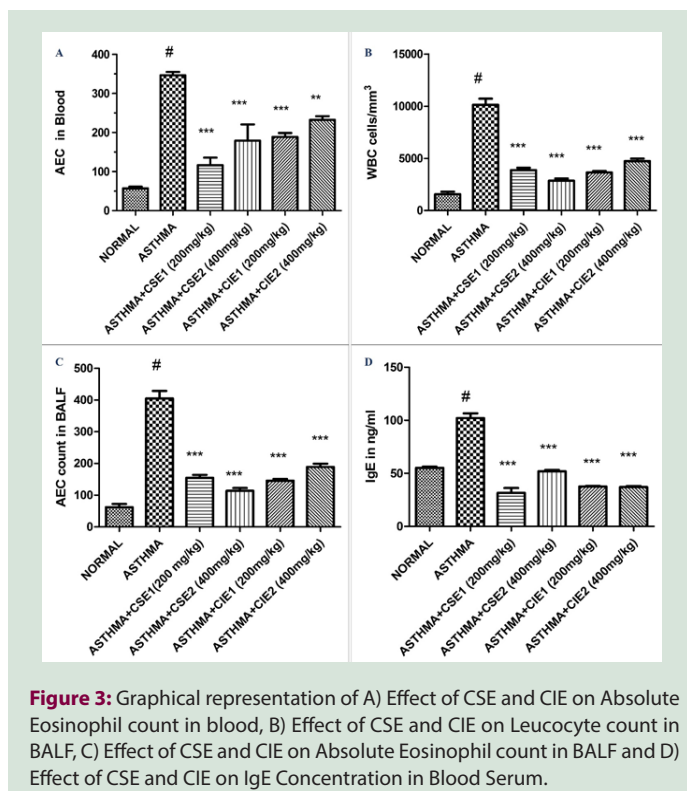 A
AEC in Blood
400
300
200
100
0
#
***
***
***
**
NORMAL
ASTHMA
ASTHMA+CSE1 (200mg/kg)
ASTHMA+CSE2 (400mg/kg)
ASTHMA+CIE1 (200mg/kg)
ASTHMA+CIE2 (400mg/kg)
B
WBC cells/mm³
15000
10000
5000
0
#
***
***
***
***
NORMAL
ASTHMA
ASTHMA+CSE1 (200mg/kg)
ASTHMA+CSE2 (400mg/kg)
ASTHMA+CIE1 (200mg/kg)
ASTHMA+CIE2 (400mg/kg)
C
AEC count in BALF
500
400
300
200
100
0
#
***
***
***
***
NORMAL
ASTHMA
ASTHMA+CSE1(200 mg/kg)
ASTHMA+CSE2 (400mg/kg)
ASTHMA+CIE1 (200mg/kg)
ASTHMA+CIE2 (400mg/kg)
D
IgE in ng/ml
150
100
50
0
#
***
***
***
***
NORMAL
ASTHMA
ASTHMA+CSE1 (200mg/kg)
ASTHMA+CSE2 (400mg/kg)
ASTHMA+CIE1 (200mg/kg)
ASTHMA+CIE2 (400mg/kg)
Figure 3: Graphical representation of A) Effect of CSE and CIE on Absolute
Eosinophil count in blood, B) Effect of CSE and CIE on Leucocyte count in
BALF, C) Effect of CSE and CIE on Absolute Eosinophil count in BALF and D)
Effect of CSE and CIE on IgE Concentration in Blood Serum.